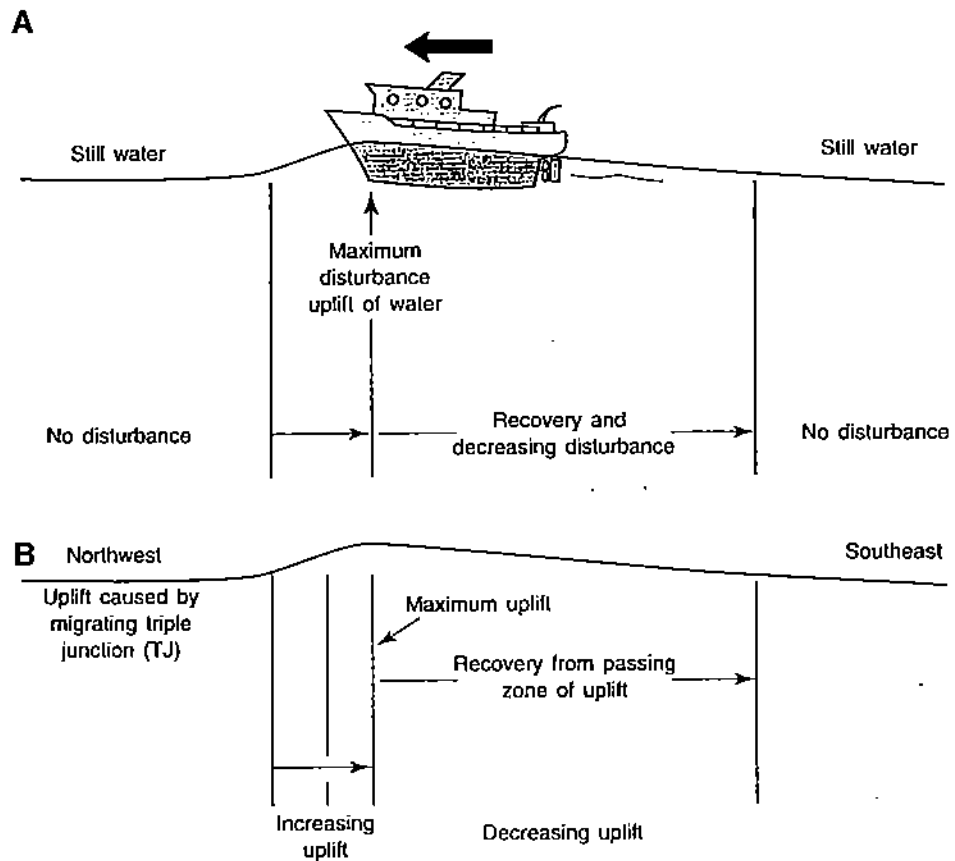 A
Still water
Still water
Maximum
disturbance
uplift of water
No disturbance
Recovery and
decreasing disturbance
No disturbance
B
Northwest
Southeast
Uplift caused by
migrating triple
junction (TJ)
Maximum uplift
Recovery from passing
zone of uplift
Increasing
uplift
Decreasing uplift